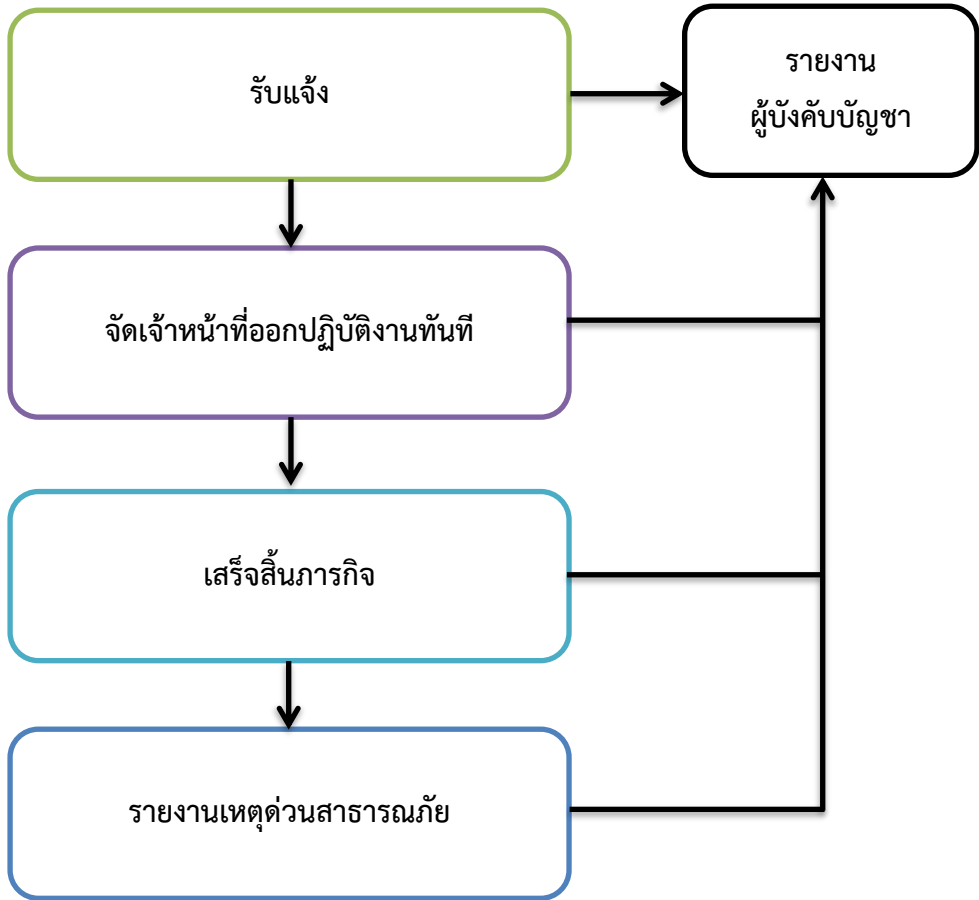 รับแจ้ง
รายงาน
ผู้บังคับบัญชา
จัดเจ้าหน้าที่ออกปฏิบัติงานทันที
เสร็จสิ้นภารกิจ
รายงานเหตุด่วนสาธารณภัย